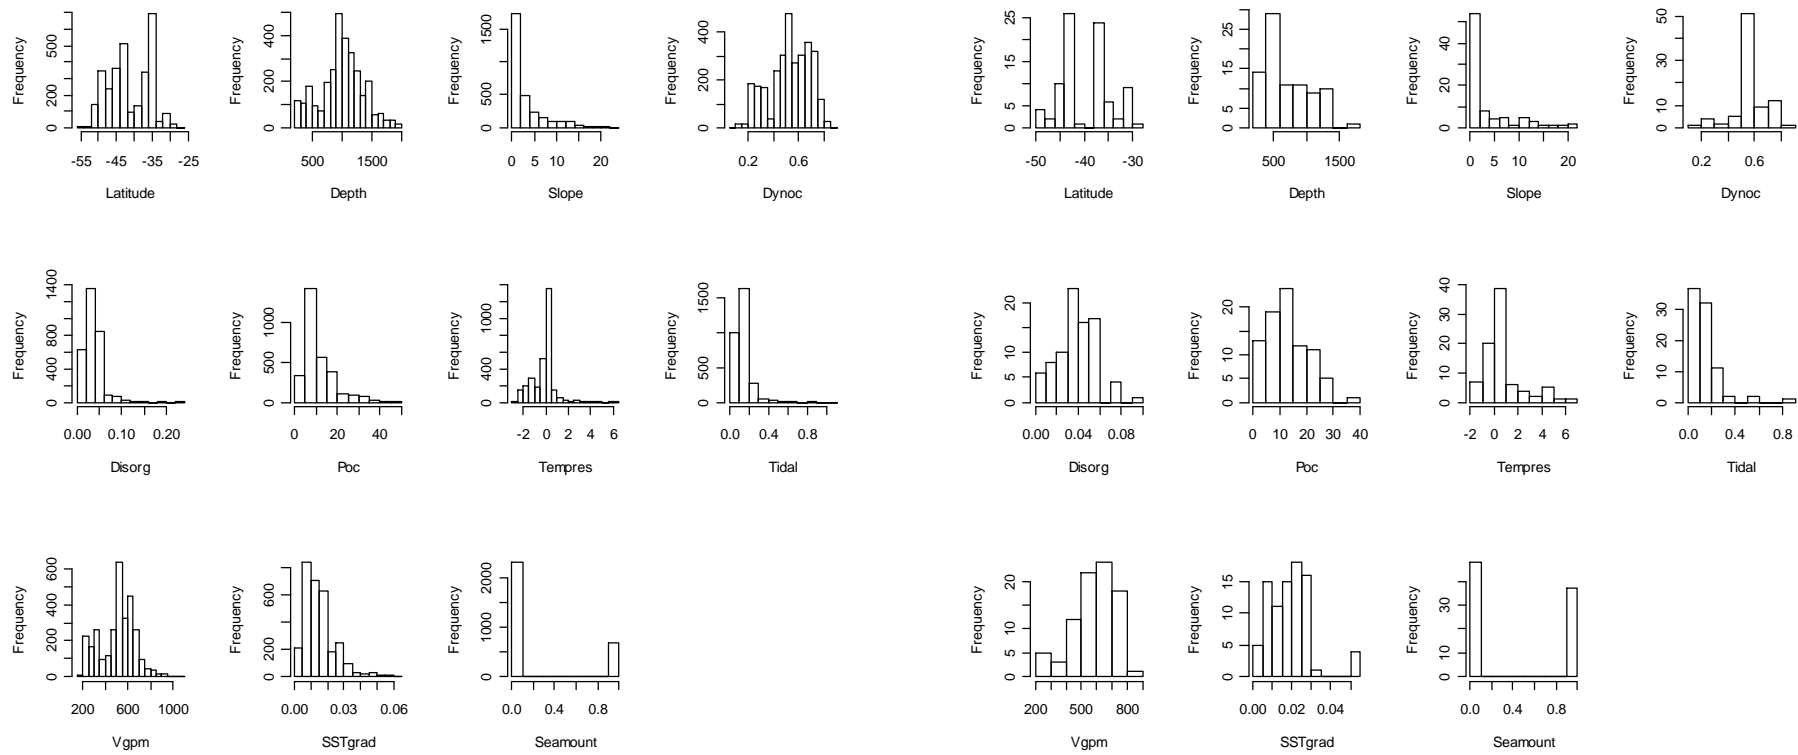 Frequency
0 200 500
-55 -45 -35 -25
Latitude
Frequency
0 200 400
500 1500
Depth
Frequency
0 500 1500
0 5 10 20
Slope
Frequency
0 200 400
0.2 0.6
Dynoc
Frequency
0 5 15 25
-50 -40 -30
Latitude
Frequency
0 5 15 25
500 1500
Depth
Frequency
0 20 40
0 5 10 20
Slope
Frequency
0 10 30 50
0.2 0.6
Dynoc
Frequency
0 400 800 1400
0.00 0.10 0.20
Disorg
Frequency
0 500 1000
0 20 40
Poc
Frequency
0 400 1000
-2 0 2 4 6
Tempres
Frequency
0 500 1500
0.0 0.4 0.8
Tidal
Frequency
0 5 10 20
0.00 0.04 0.08
Disorg
Frequency
0 5 10 20
0 10 20 30 40
Poc
Frequency
0 10 20 30 40
-2 0 2 4 6
Tempres
Frequency
0 10 30
0.0 0.4 0.8
Tidal
Frequency
0 200 400 600
200 600 1000
Vgpm
Frequency
0 200 600
0.00 0.03 0.06
SSTgrad
Frequency
0 1000 2000
0.0 0.4 0.8
Seamount
Frequency
0 5 10 20
200 500 800
Vgpm
Frequency
0 5 10 15
0.00 0.02 0.04
SSTgrad
Frequency
0 10 30
0.0 0.4 0.8
Seamount